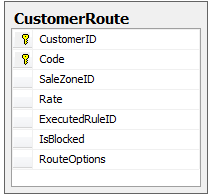 CustomerRoute
CustomerID
Code
SaleZoneID
Rate
ExecutedRuleID
IsBlocked
RouteOptions